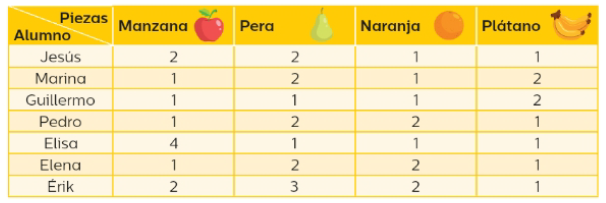 Piezas
Alumno
Manzana Pera Naranja Plátano
Jesús 2 2 1 1
Marina 1 2 1 2
Guillermo 1 1 1 2
Pedro 1 2 2 1
Elisa 4 1 1 1
Elena 1 2 2 1
Érik 2 3 2 1